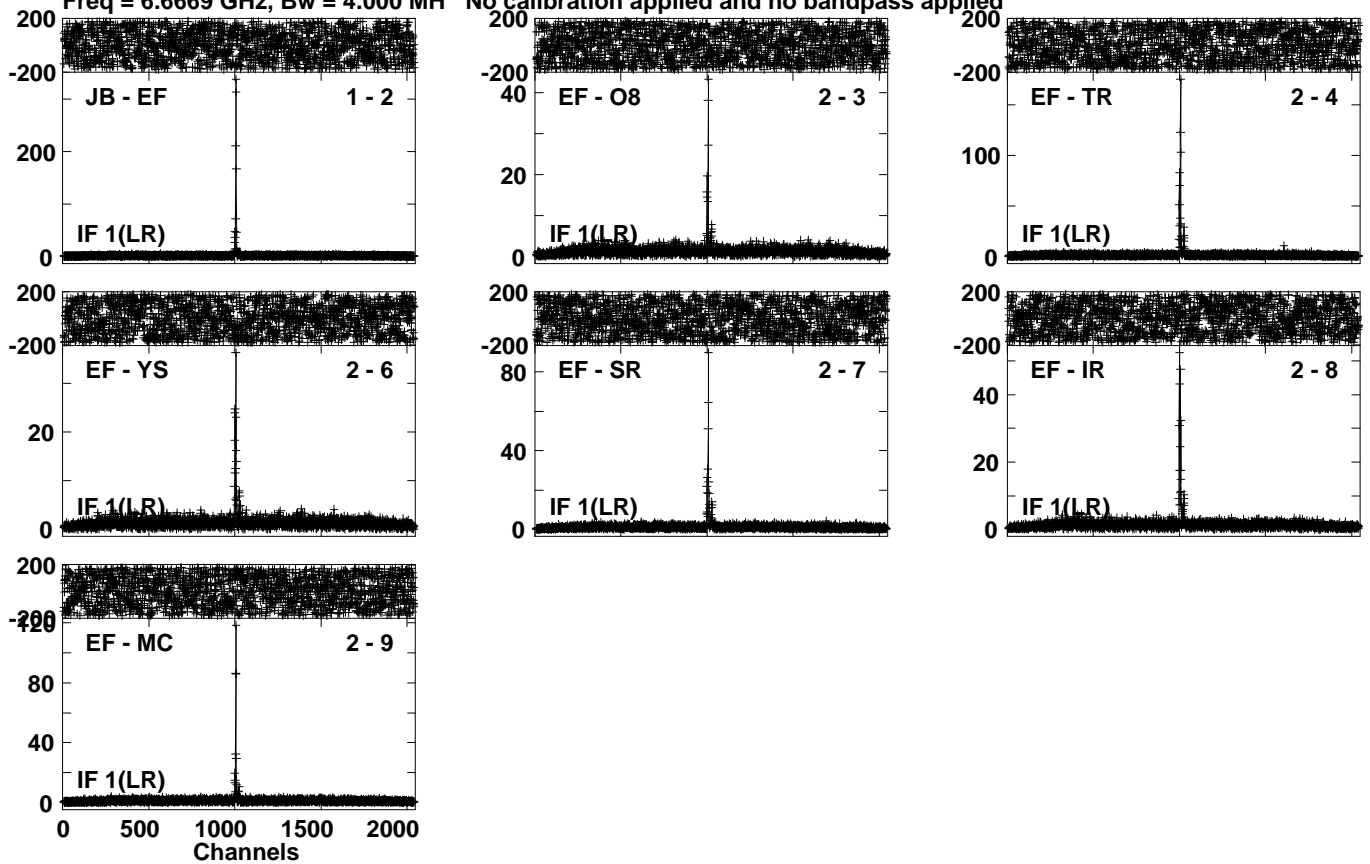 Freq = 6.6669 GHz, Bw = 4.000 MH No calibration applied and no bandpass applied
200 200 200
-200 -200 -200
JB - EF 1 - 2 40 EF - O8 2 - 3 EF - TR 2 - 4
200 20 100
IF 1(LR) IF 1(LR) IF 1(LR)
0 0 0
200 200 200
-200 -200 -200
EF - YS 2 - 6 80 EF - SR 2 - 7 EF - IR 2 - 8
40
20 40 20
IF 1(LR) IF 1(LR) IF 1(LR)
0 0 0
200
-200
120
EF - MC 2 - 9
80
40
IF 1(LR)
0
0 500 1000 1500 2000
Channels